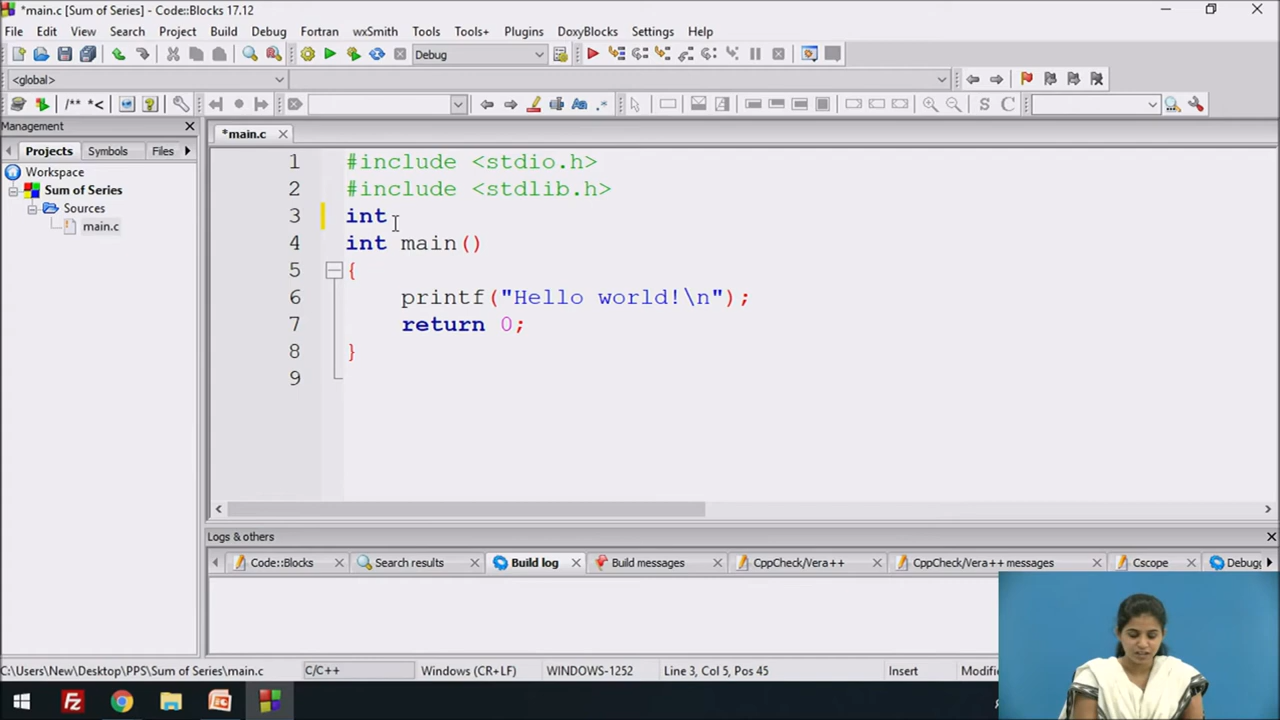 *main.c [Sum of Series] - Code::Blocks 17.12
File Edit View Search Project Build Debug Fortran wxSmith Tools Tools+ Plugins DoxyBlocks Settings Help
Debug
<global>
/** *<
S C
Management
*main.c
Projects Symbols Files
Workspace
Sum of Series
Sources
main.c
1 #include <stdio.h>
2 #include <stdlib.h>
3 int
4 int main()
5 {
6 printf("Hello world!\n");
7 return 0;
8 }
9
Logs & others
Code::Blocks Search results Build log Build messages CppCheck/Vera++ CppCheck/Vera++ messages Cscope Debugg
C:\Users\New\Desktop\PPS\Sum of Series\main.c C/C++ Windows (CR+LF) WINDOWS-1252 Line 3, Col 5, Pos 45 Insert Modifi